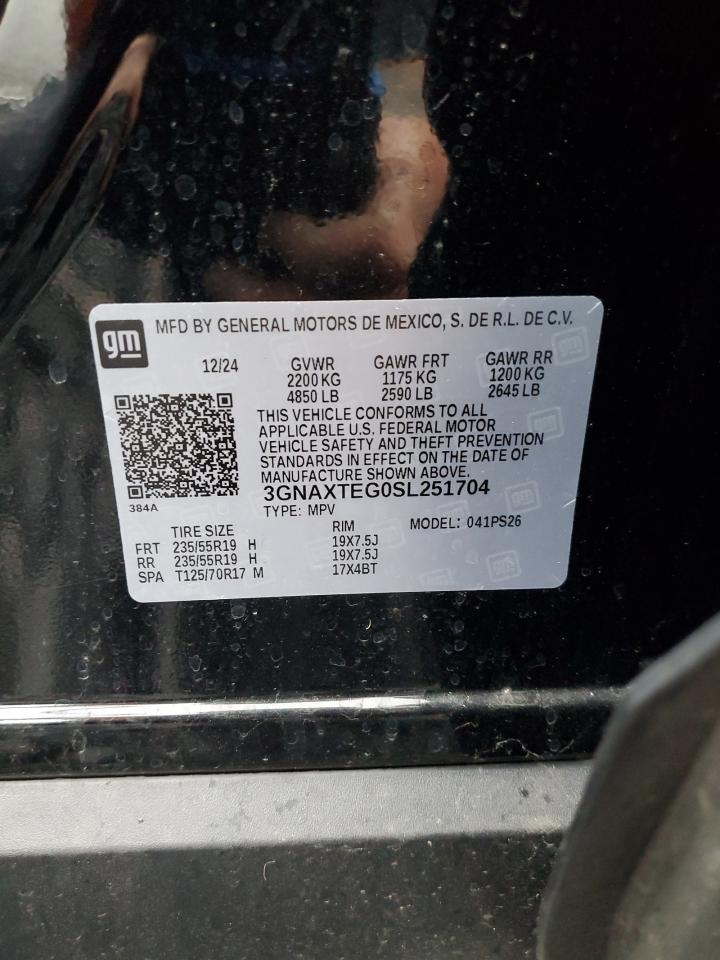 gm
MFD BY GENERAL MOTORS DE MEXICO, S. DE R.L. DE C.V.
12/24 GVWR GAWR FRT GAWR RR
2200 KG 1175 KG 1200 KG
4850 LB 2590 LB 2645 LB
THIS VEHICLE CONFORMS TO ALL
APPLICABLE U.S. FEDERAL MOTOR
VEHICLE SAFETY AND THEFT PREVENTION
STANDARDS IN EFFECT ON THE DATE OF
MANUFACTURE SHOWN ABOVE.
3GNAXTEG0SL251704
384A
TYPE: MPV
TIRE SIZE RIM MODEL: 041PS26
FRT 235/55R19 H 19X7.5J
RR 235/55R19 H 19X7.5J
SPA T125/70R17 M 17X4BT